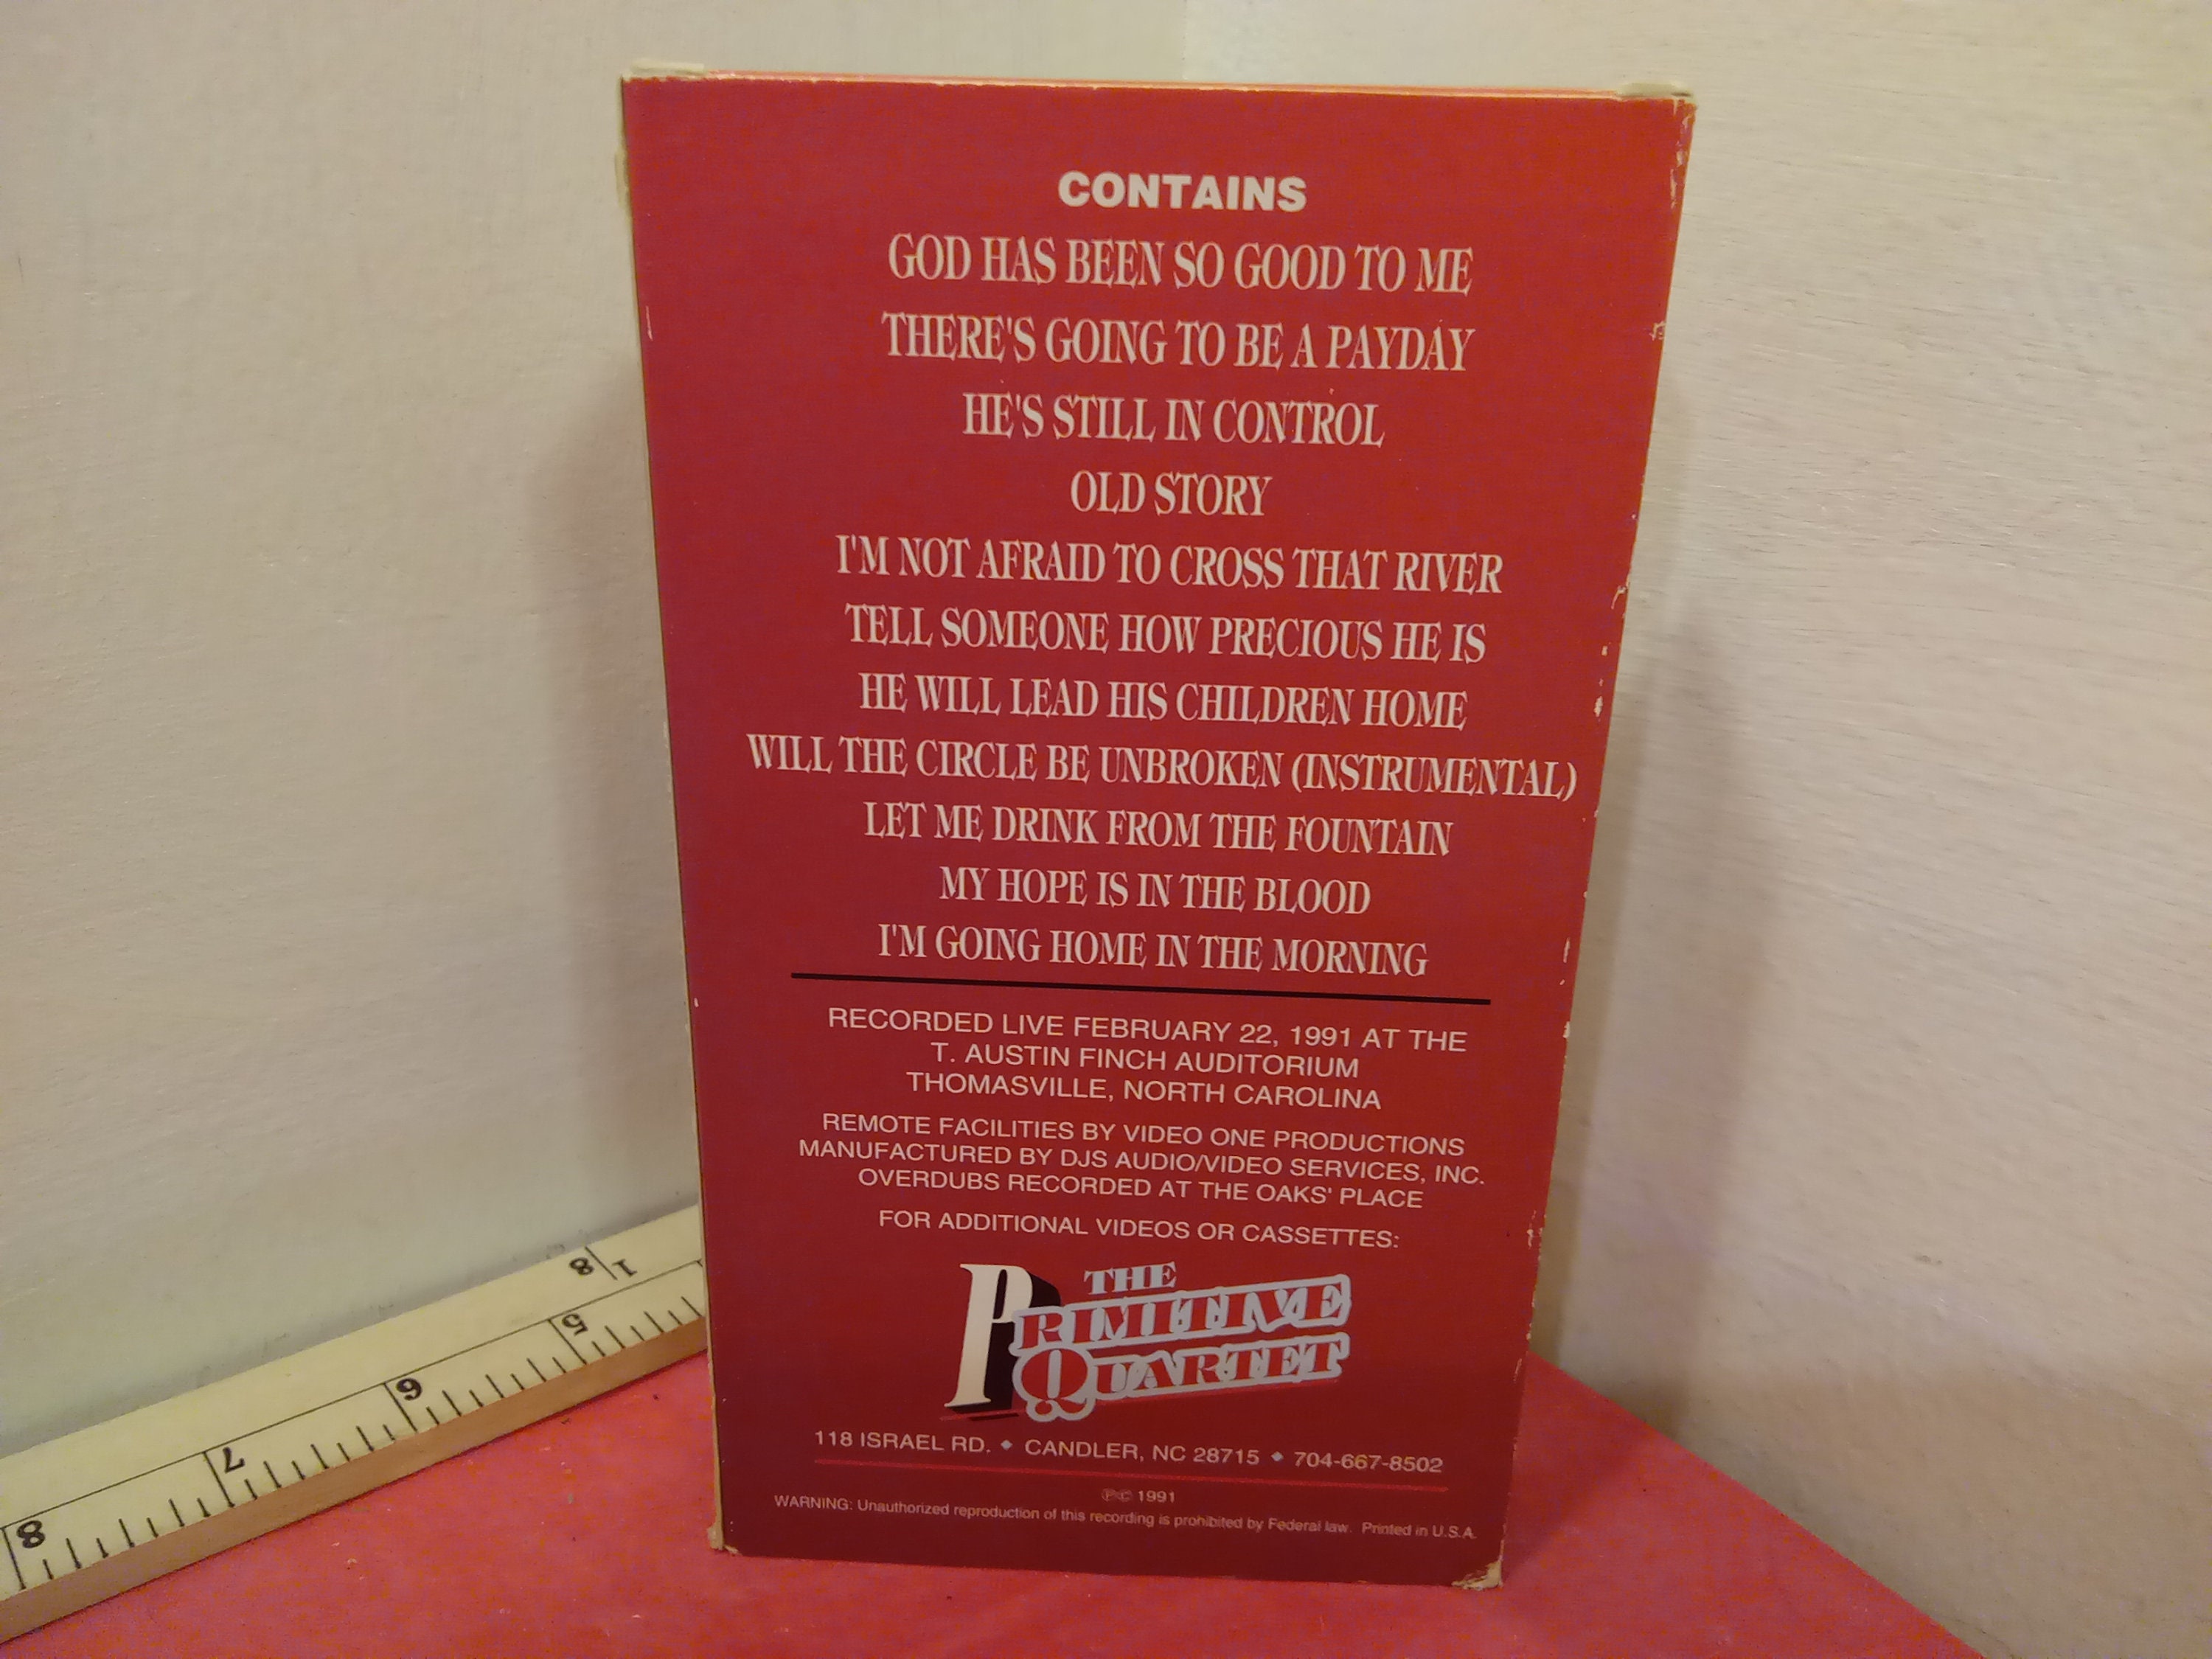 CONTAINS
GOD HAS BEEN SO GOOD TO ME
THERE'S GOING TO BE A PAYDAY
HE'S STILL IN CONTROL
OLD STORY
I'M NOT AFRAID TO CROSS THAT RIVER
TELL SOMEONE HOW PRECIOUS HE IS
HE WILL LEAD HIS CHILDREN HOME
WILL THE CIRCLE BE UNBROKEN (INSTRUMENTAL)
LET ME DRINK FROM THE FOUNTAIN
MY HOPE IS IN THE BLOOD
I'M GOING HOME IN THE MORNING
RECORDED LIVE FEBRUARY 22, 1991 AT THE
T. AUSTIN FINCH AUDITORIUM
THOMASVILLE, NORTH CAROLINA
REMOTE FACILITIES BY VIDEO ONE PRODUCTIONS
MANUFACTURED BY DJS AUDIO/VIDEO SERVICES, INC.
OVERDUBS RECORDED AT THE OAKS' PLACE
FOR ADDITIONAL VIDEOS OR CASSETTES:
P THE
PRIMITIVE
QUARTET
118 ISRAEL RD. ◆ CANDLER, NC 28715 ◆ 704-667-8502
℗© 1991
WARNING: Unauthorized reproduction of this recording is prohibited by Federal law. Printed in U.S.A.
8 7 6 5
1 8